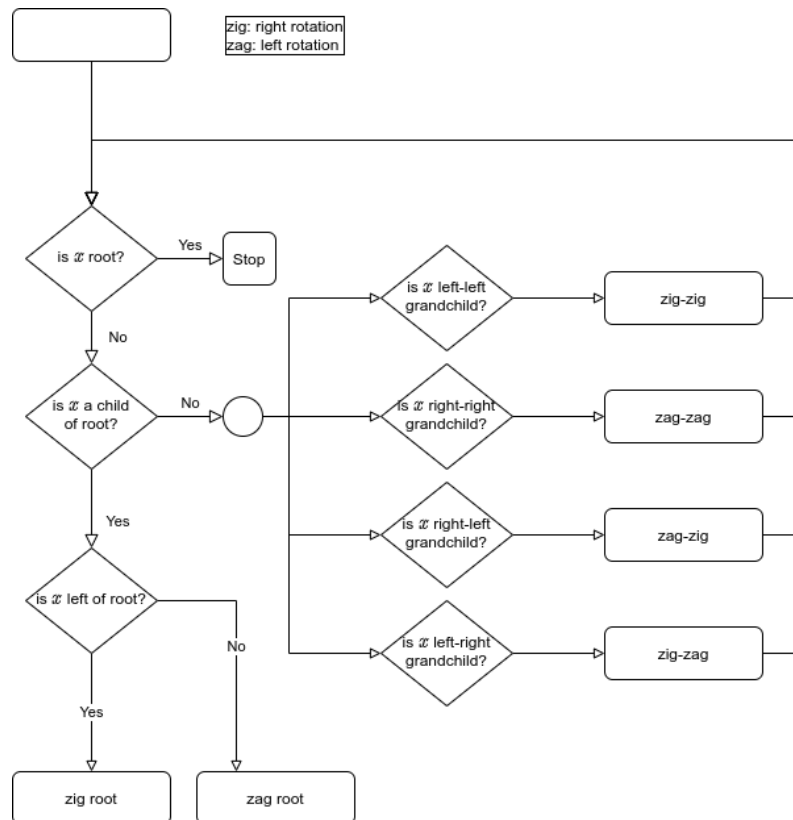 zig: right rotation
zag: left rotation
is x root?
Yes
Stop
No
is x a child
of root?
No
Yes
is x left of root?
No
Yes
zig root
zag root
is x left-left
grandchild?
zig-zig
is x right-right
grandchild?
zag-zag
is x right-left
grandchild?
zag-zig
is x left-right
grandchild?
zig-zag